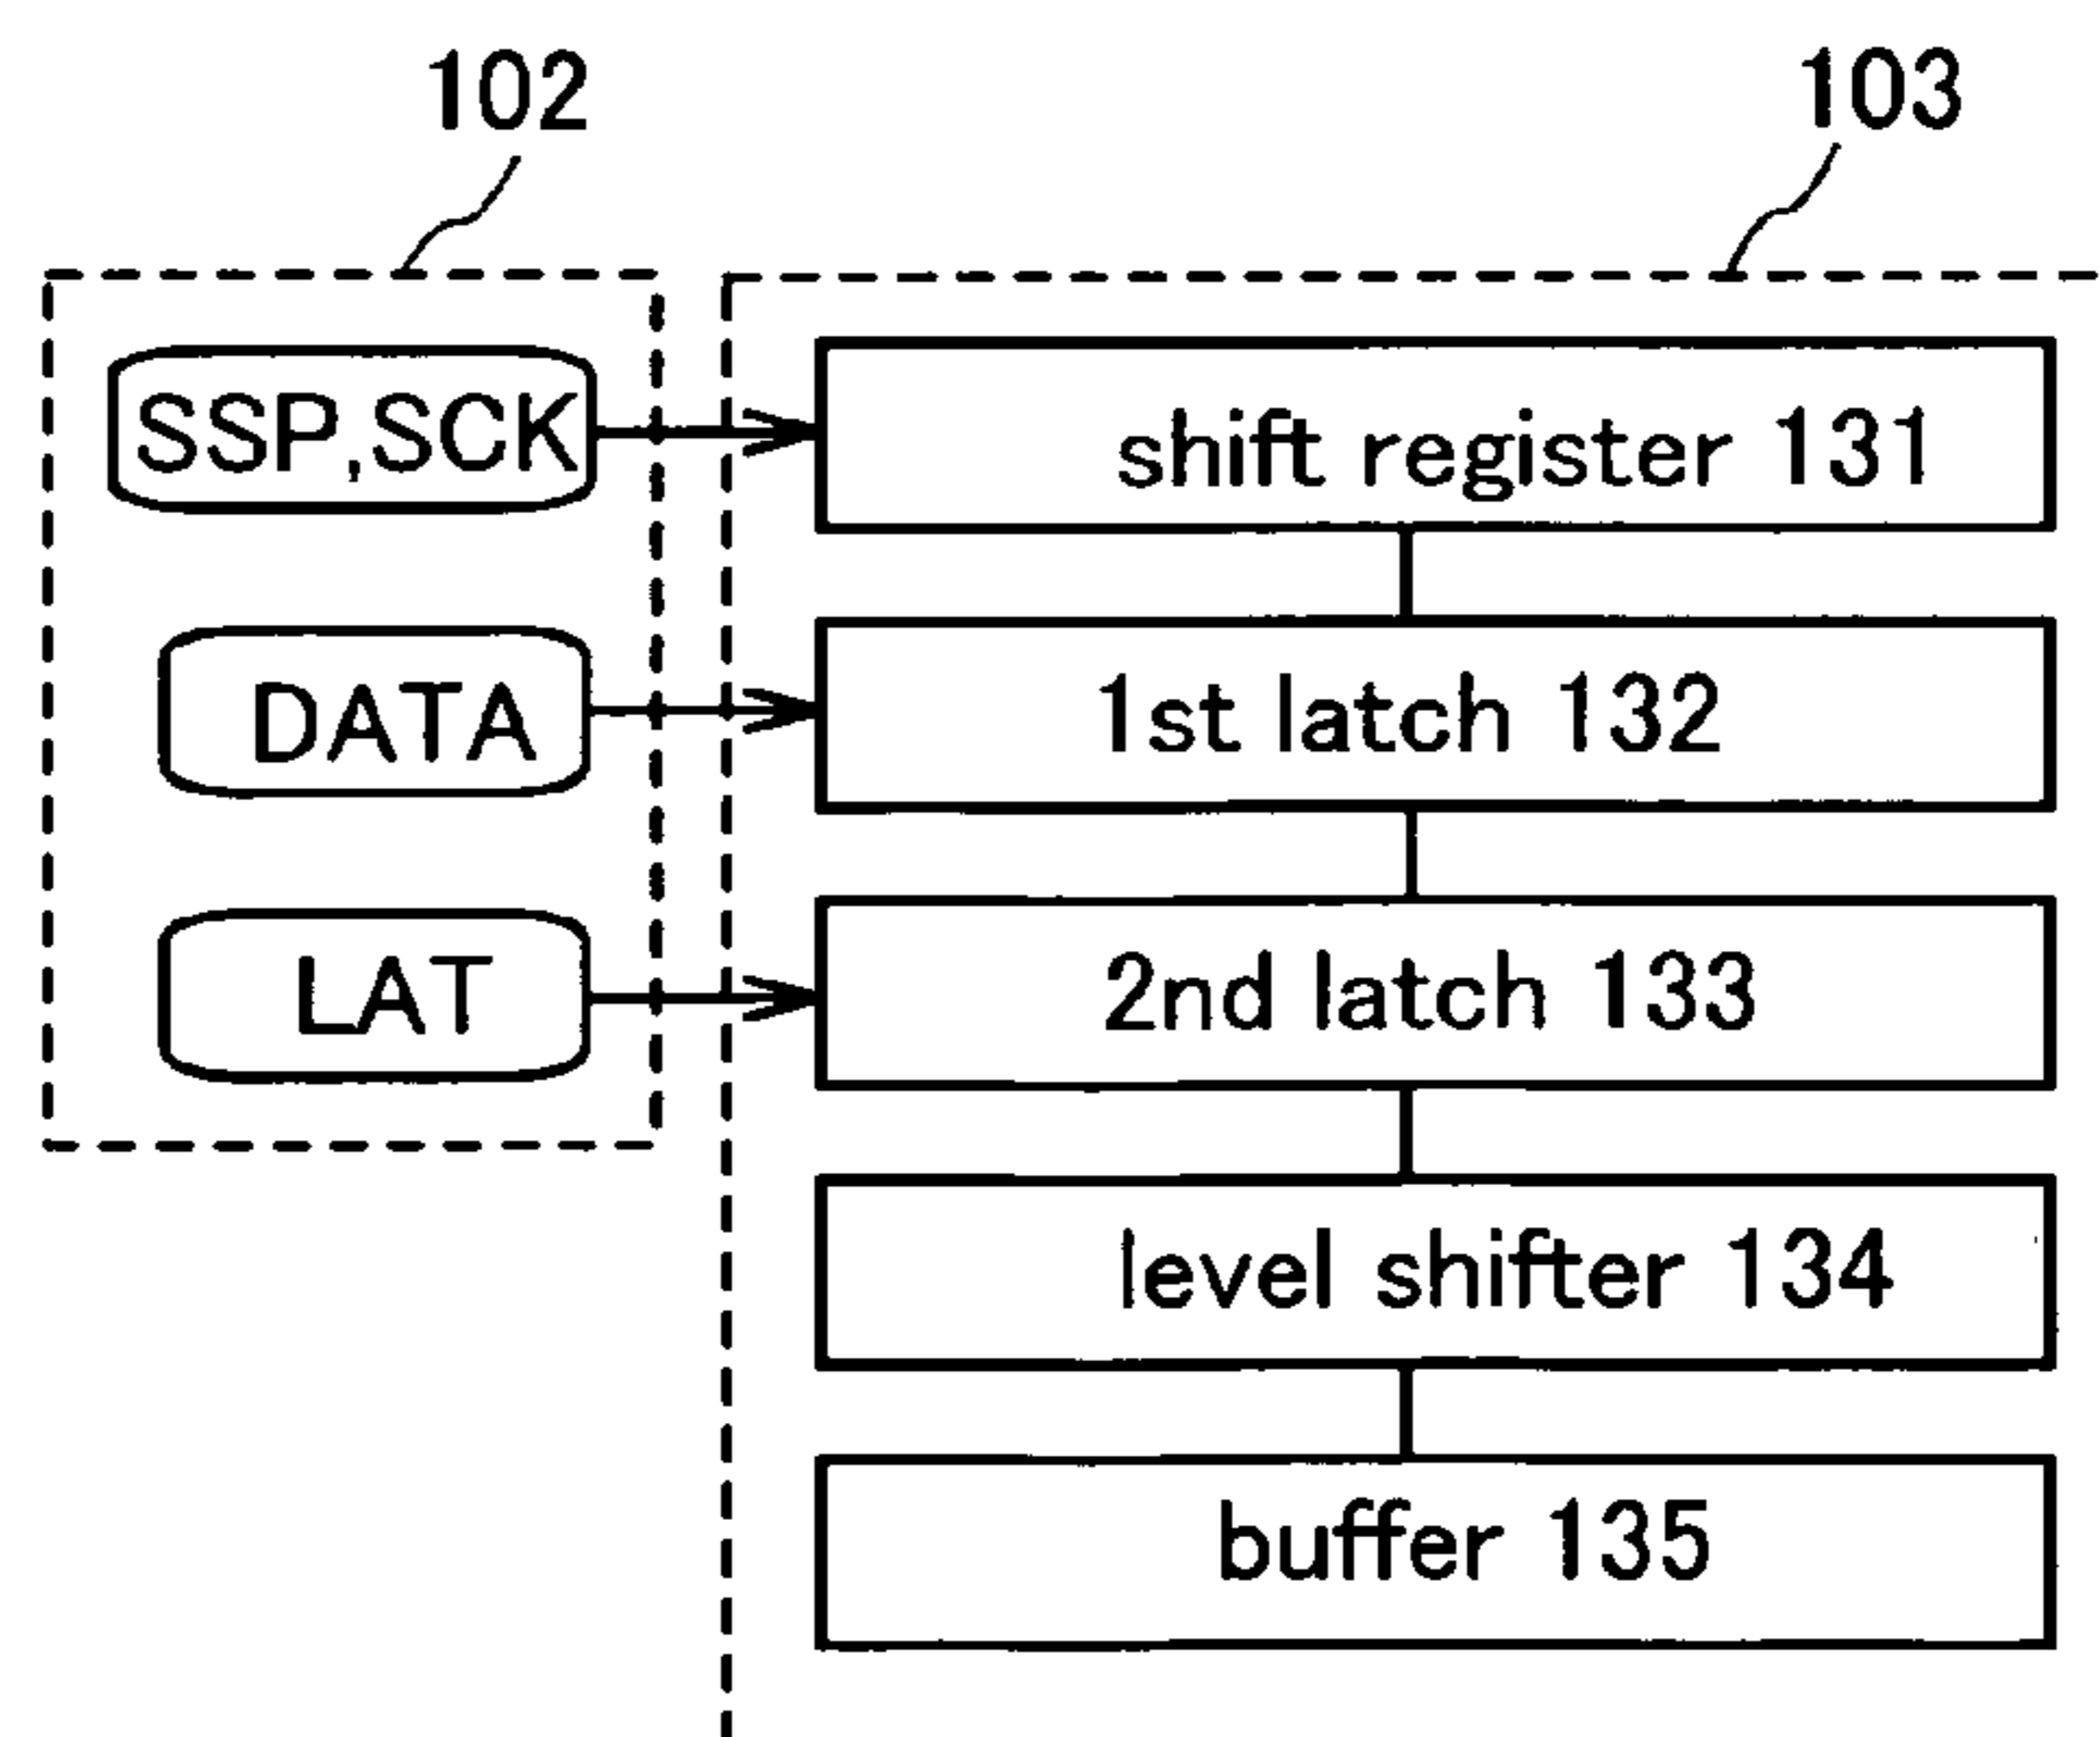 102
103
SSP,SCK
shift register 131
DATA
1st latch 132
LAT
2nd latch 133
level shifter 134
buffer 135